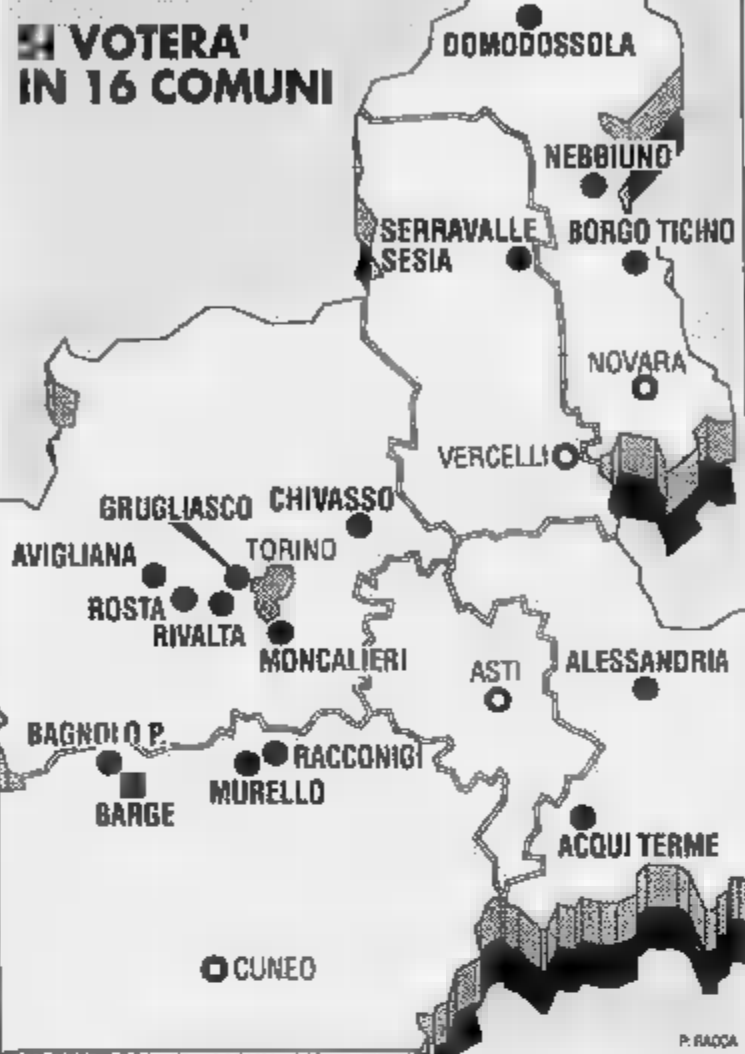 VOTERA'
IN 16 COMUNI
DOMODOSSOLA
NEBBIUNO
SERRAVALLE
SESIA
BORGO TICINO
NOVARA
VERCELLI
GRUGLIASCO
CHIVASSO
TORINO
AVIGLIANA
ROSTA
RIVALTA
MONCALIERI
ASTI
ALESSANDRIA
BAGNOLO P.
RACCONIGI
MURELLO
BARGE
ACQUI TERME
CUNEO
P. RACCA